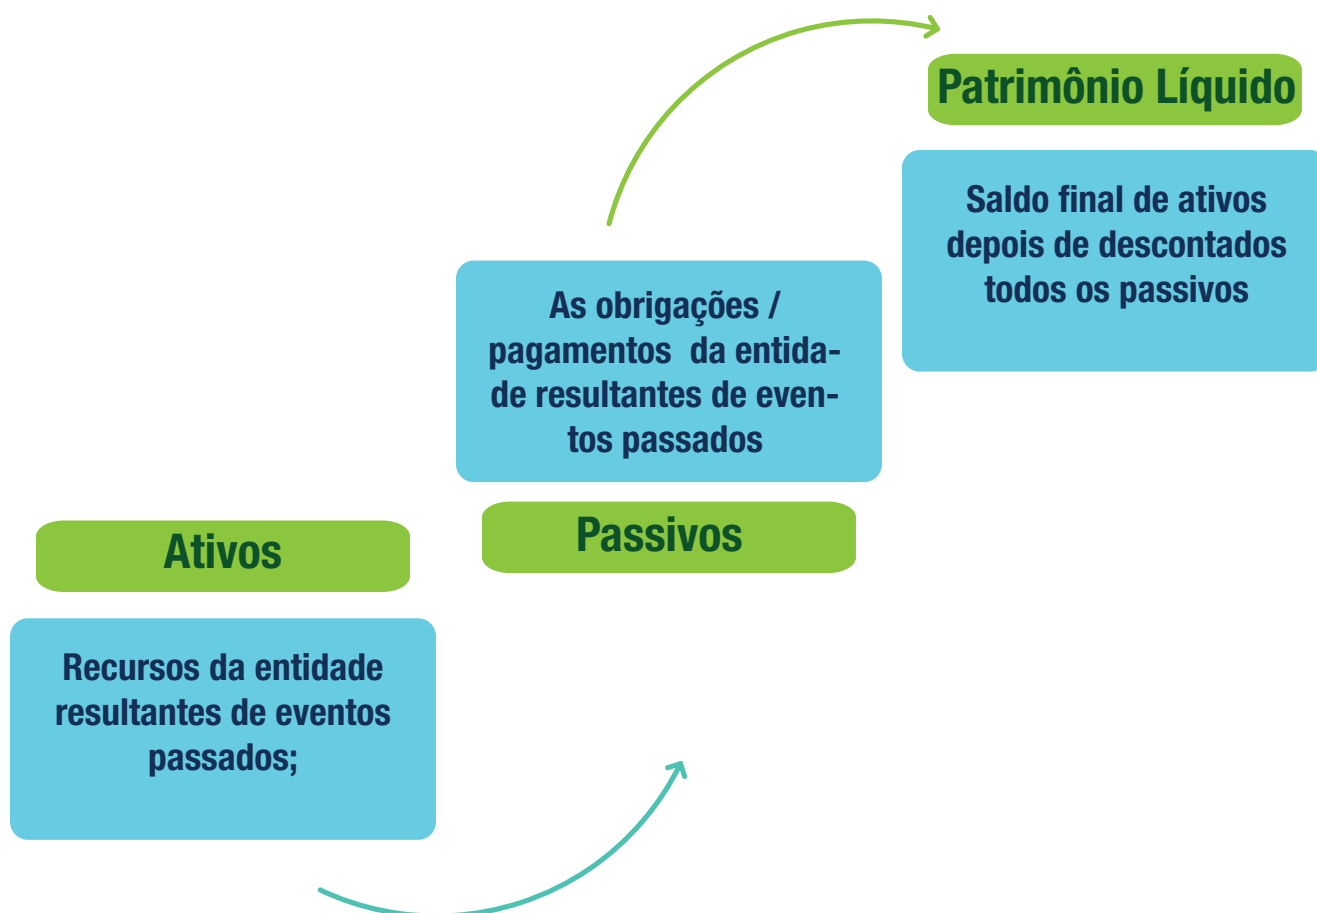 Ativos
Recursos da entidade
resultantes de eventos
passados;
As obrigações /
pagamentos  da entida-
de resultantes de even-
tos passados
Passivos
Patrimônio Líquido
Saldo final de ativos
depois de descontados
todos os passivos